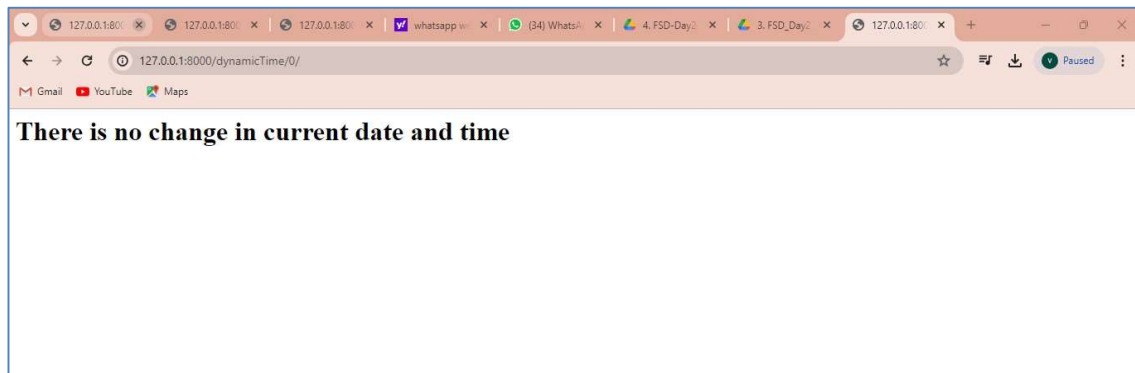 127.0.0.1:800
127.0.0.1:800
127.0.0.1:800
whatsapp we
(34) WhatsA
4. FSD-Day2
3. FSD_Day2
127.0.0.1:800
127.0.0.1:8000/dynamicTime/0/
V
Paused
Gmail
YouTube
Maps
There is no change in current date and time